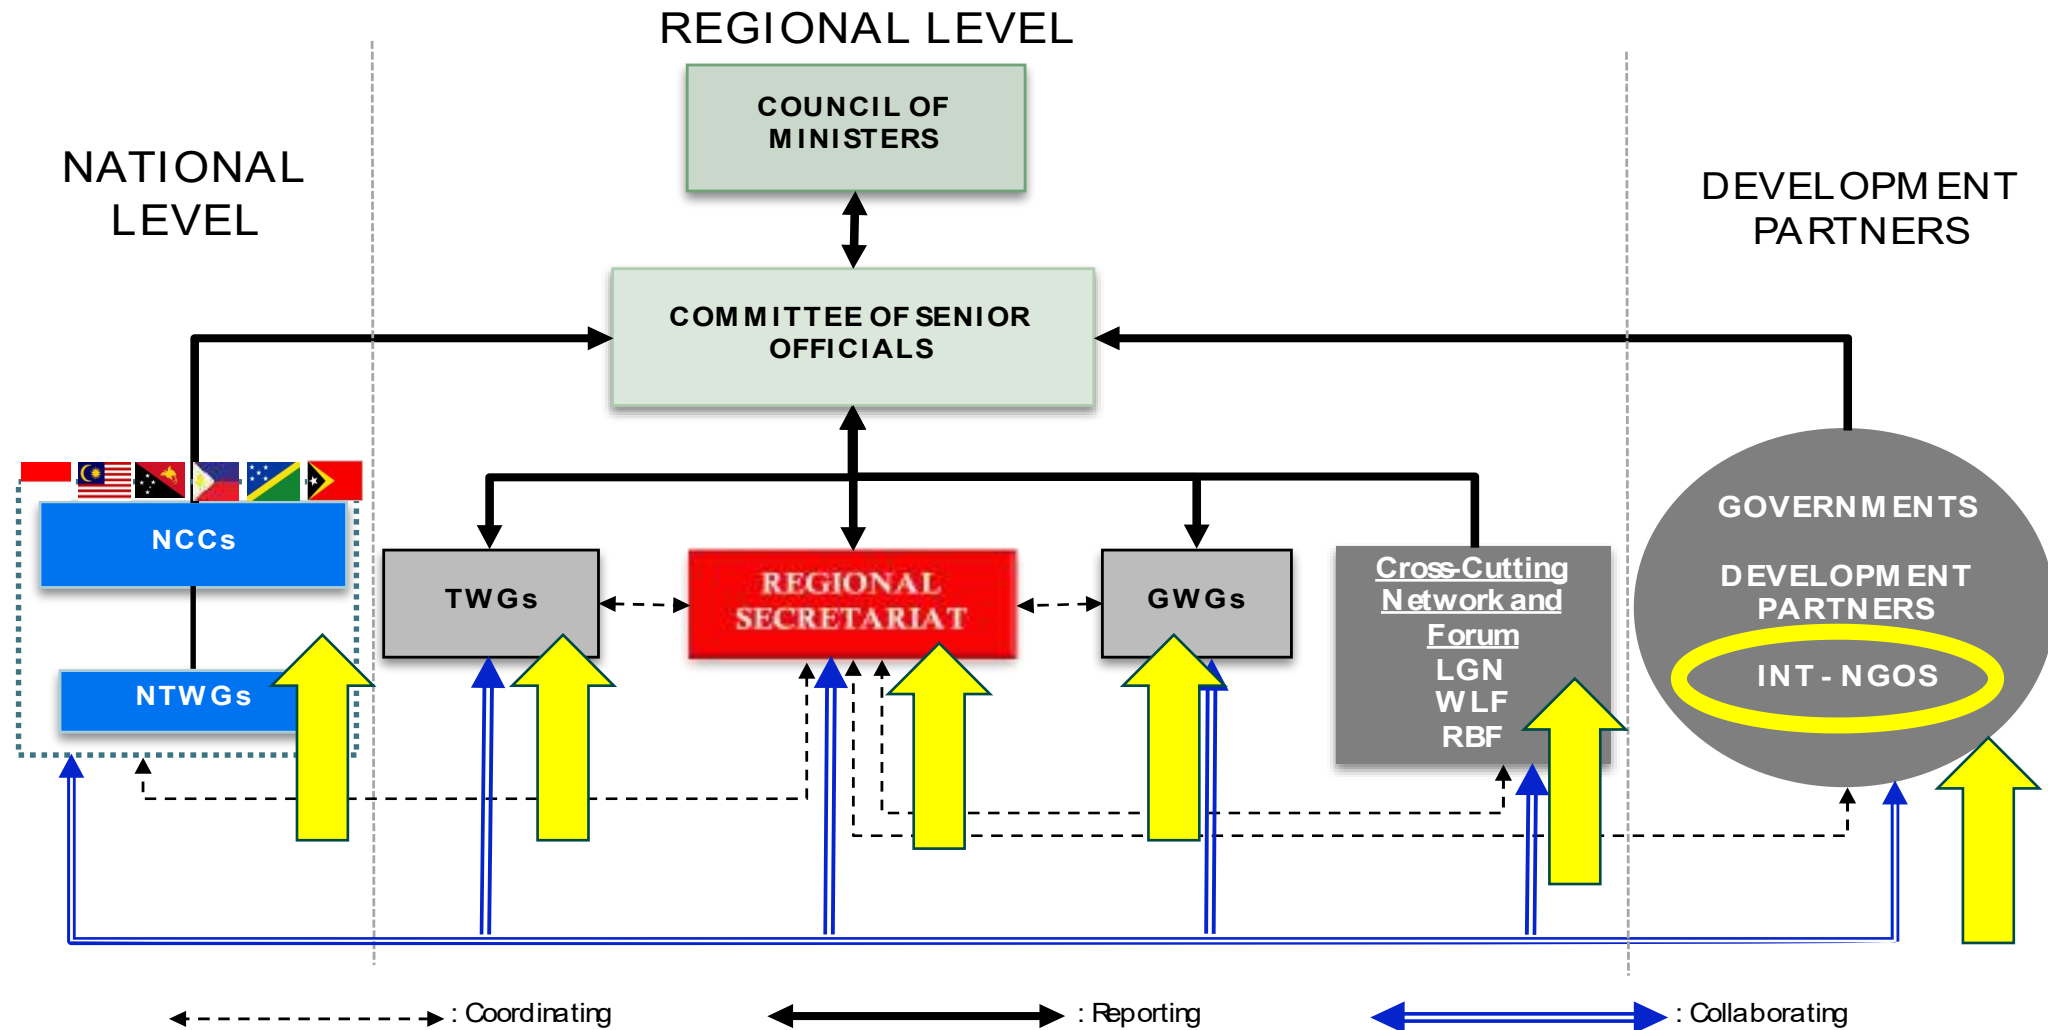 REGIONAL LEVEL
COUNCIL OF
MINISTERS
NATIONAL
LEVEL
DEVELOPMENT
PARTNERS
COMMITTEE OF SENIOR
OFFICIALS
NCCs
NTWGs
TWGs
REGIONAL
SECRETARIAT
GWGs
Cross-Cutting
Network and
Forum
LGN
WLF
RBF
GOVERNMENTS
DEVELOPMENT
PARTNERS
INT - NGOS
: Coordinating
: Reporting
: Collaborating